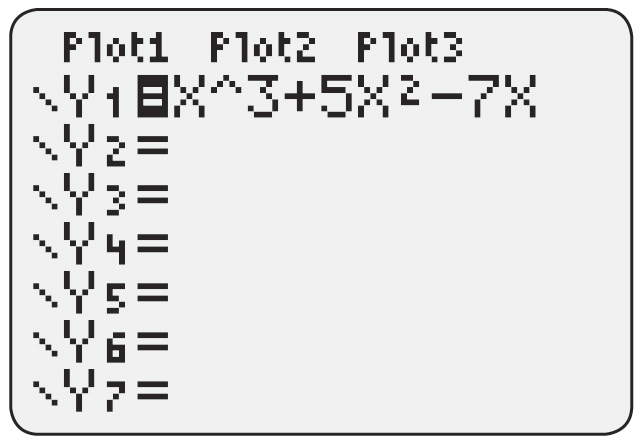 Plot1 Plot2 Plot3
\Y₁=X^3+5X²−7X
\Y₂=
\Y₃=
\Y₄=
\Y₅=
\Y₆=
\Y₇=